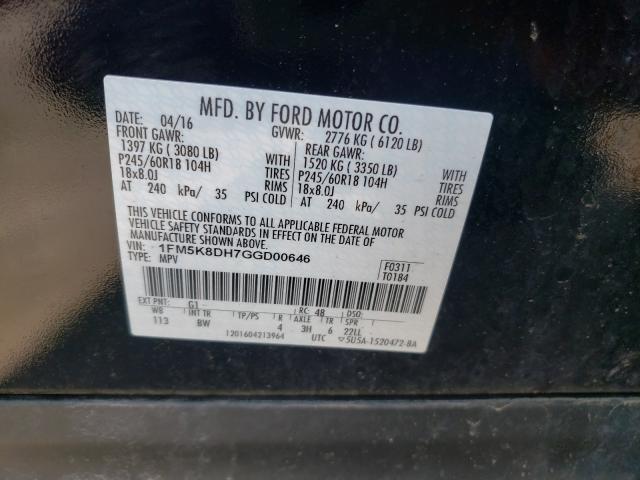 MFD. BY FORD MOTOR CO.
DATE: 04/16 GVWR: 2776 KG ( 6120 LB)
FRONT GAWR: REAR GAWR:
1397 KG ( 3080 LB) WITH 1520 KG ( 3350 LB) WITH
P245/60R18 104H TIRES P245/60R18 104H TIRES
18x8.0J RIMS 18x8.0J RIMS
AT 240 kPa/ 35 PSI COLD AT 240 kPa/ 35 PSI COLD
THIS VEHICLE CONFORMS TO ALL APPLICABLE FEDERAL MOTOR
VEHICLE SAFETY STANDARDS IN EFFECT ON THE DATE OF
MANUFACTURE SHOWN ABOVE.
VIN: 1FM5K8DH7GGD00646
TYPE: MPV
F0311
T0184
EXT PNT: G1 RC: 48 DSO:
WB INT TR TP/PS R AXLE TR SPR
113 BW 4 3H 6 22LL
1201604213964 UTC ▽5U5A-1520472-BA